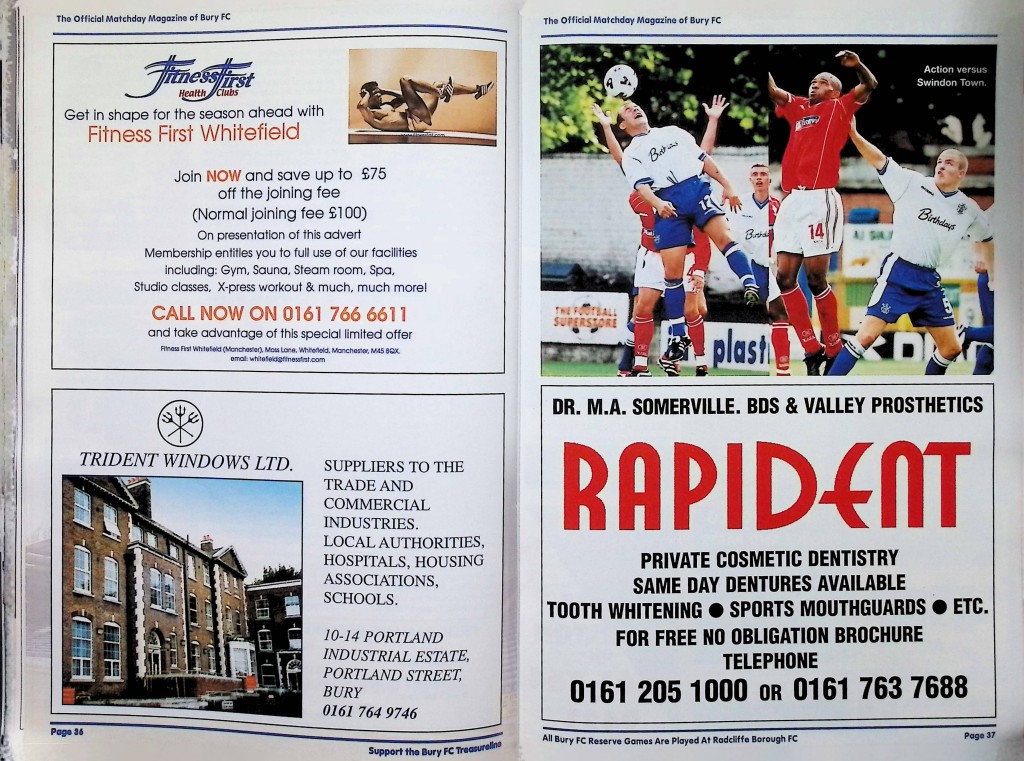 The Official Matchday Magazine of Bury FC
Fitness First
Health Clubs
Get in shape for the season ahead with
Fitness First Whitefield
Join NOW and save up to £75
off the joining fee
(Normal joining fee £100)
On presentation of this advert
Membership entitles you to full use of our facilities
including: Gym, Sauna, Steam room, Spa,
Studio classes, X-press workout & much, much more!
CALL NOW ON 0161 766 6611
and take advantage of this special limited offer
Fitness First Whitefield (Manchester), Moss Lane, Whitefield, Manchester, M45 8QX.
email: whitefield@fitnessfirst.com
TRIDENT WINDOWS LTD.
SUPPLIERS TO THE
TRADE AND
COMMERCIAL
INDUSTRIES.
LOCAL AUTHORITIES,
HOSPITALS, HOUSING
ASSOCIATIONS,
SCHOOLS.
10-14 PORTLAND
INDUSTRIAL ESTATE,
PORTLAND STREET,
BURY
0161 764 9746
Page 36
Support the Bury FC Treasureline
The Official Matchday Magazine of Bury FC
Action versus
Swindon Town.
Birthdays
12
Birthdays
14
Birthdays
5
THE FOOTBALL
SUPERSTORE
plast
DR. M.A. SOMERVILLE. BDS & VALLEY PROSTHETICS
RAPIDENT
PRIVATE COSMETIC DENTISTRY
SAME DAY DENTURES AVAILABLE
TOOTH WHITENING ● SPORTS MOUTHGUARDS ● ETC.
FOR FREE NO OBLIGATION BROCHURE
TELEPHONE
0161 205 1000 OR 0161 763 7688
All Bury FC Reserve Games Are Played At Radcliffe Borough FC
Page 37